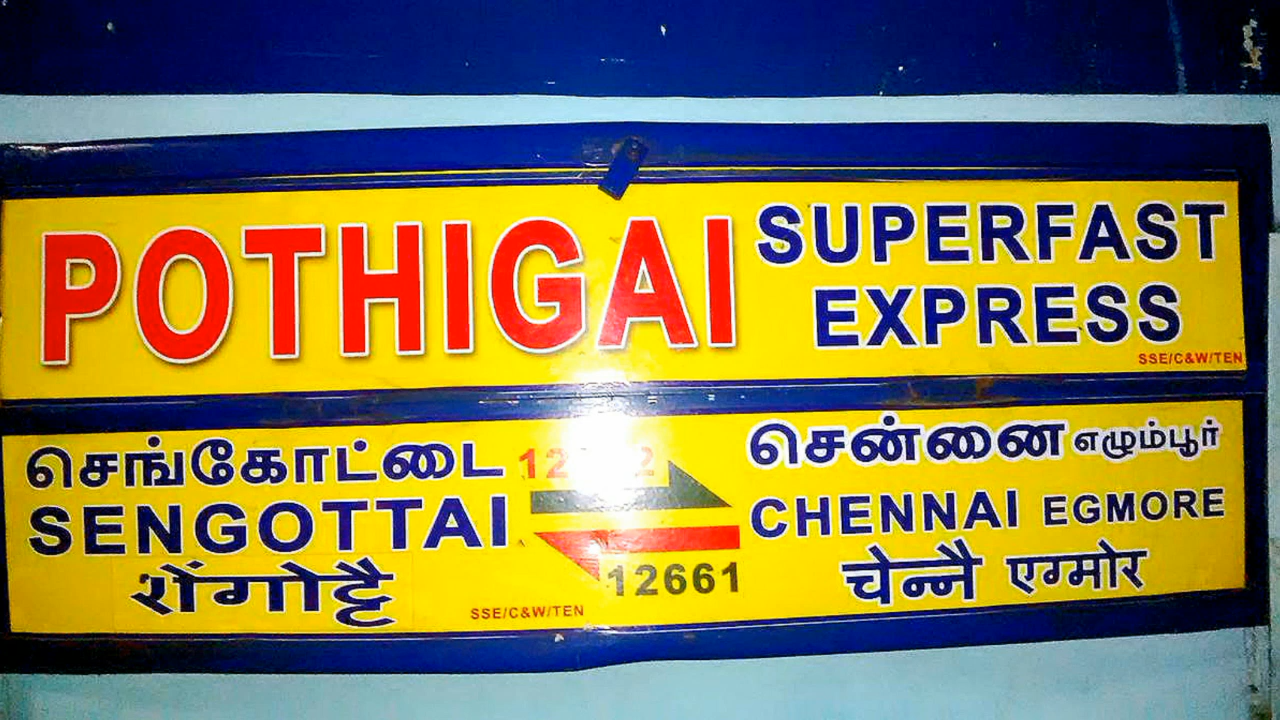 POTHIGAI
SUPERFAST
EXPRESS
SSE/C&W/TEN
செங்கோட்டை
SENGOTTAI
शेंगोट्टै
SSE/C&W/TEN
12661
சென்னை எழும்பூர்
CHENNAI EGMORE
चेन्नै एग्मोर